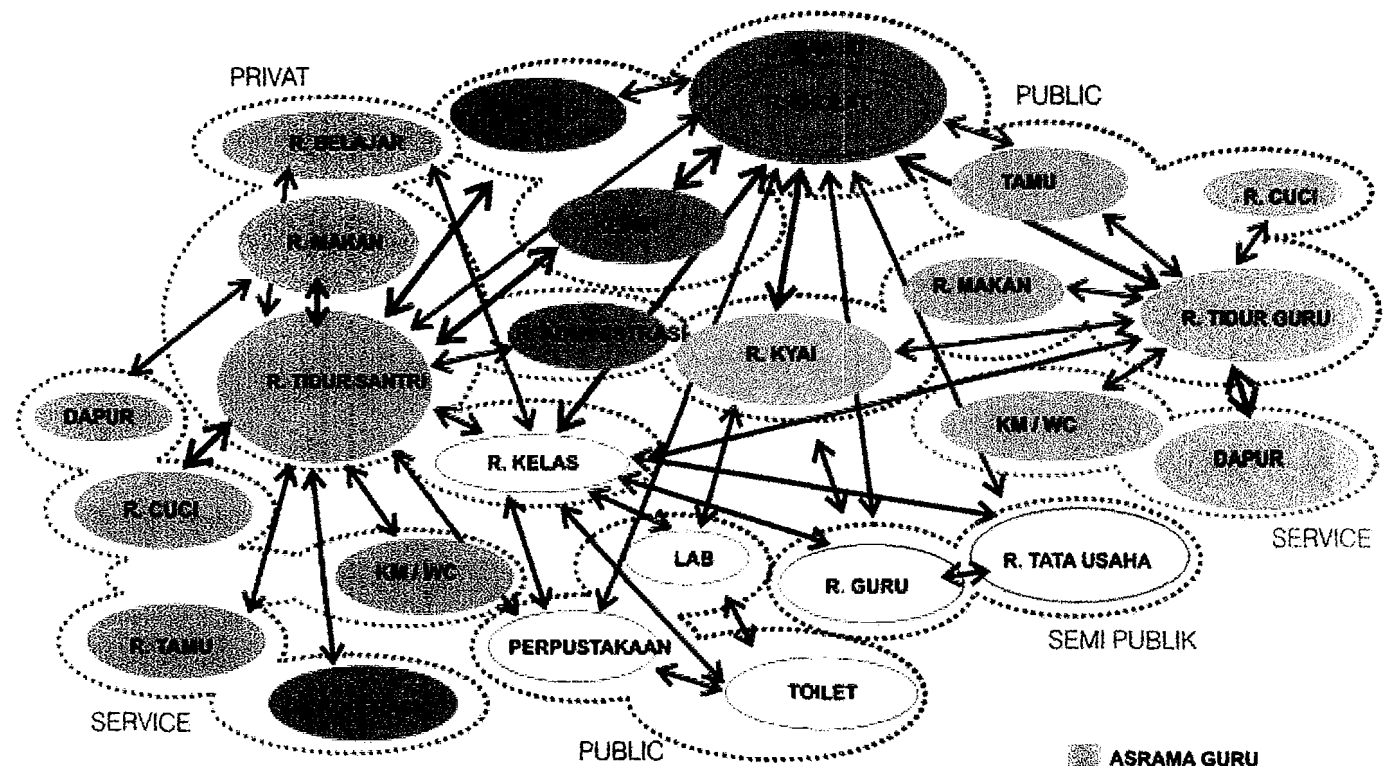 PRIVAT
PUBLIC
R. BELAJAR
TAMU
R. CUCI
R. MAKAN
R. MAKAN
R. TIDUR GURU
R. KYAI
R. TIDUR SANTRI
DAPUR
KM / WC
R. KELAS
DAPUR
R. CUCI
SERVICE
LAB
R. TATA USAHA
KM / WC
R. GURU
R. TAMU
PERPUSTAKAAN
SEMI PUBLIK
TOILET
SERVICE
PUBLIC
ASRAMA GURU